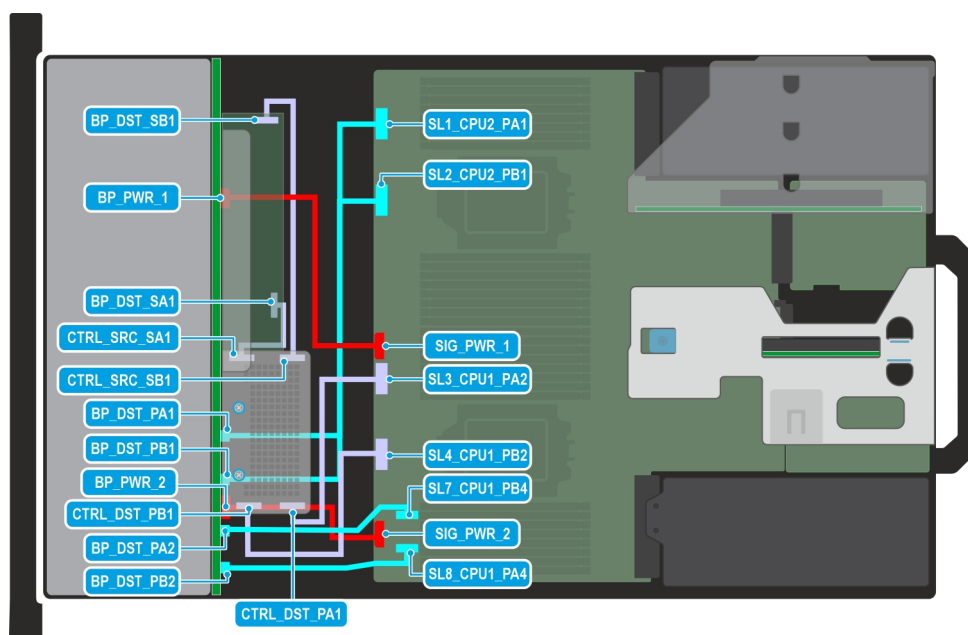 BP_DST_SB1
BP_PWR_1
BP_DST_SA1
CTRL_SRC_SA1
CTRL_SRC_SB1
BP_DST_PA1
BP_DST_PB1
BP_PWR_2
CTRL_DST_PB1
BP_DST_PA2
BP_DST_PB2
CTRL_DST_PA1
SL1_CPU2_PA1
SL2_CPU2_PB1
SIG_PWR_1
SL3_CPU1_PA2
SL4_CPU1_PB2
SL7_CPU1_PB4
SIG_PWR_2
SL8_CPU1_PA4